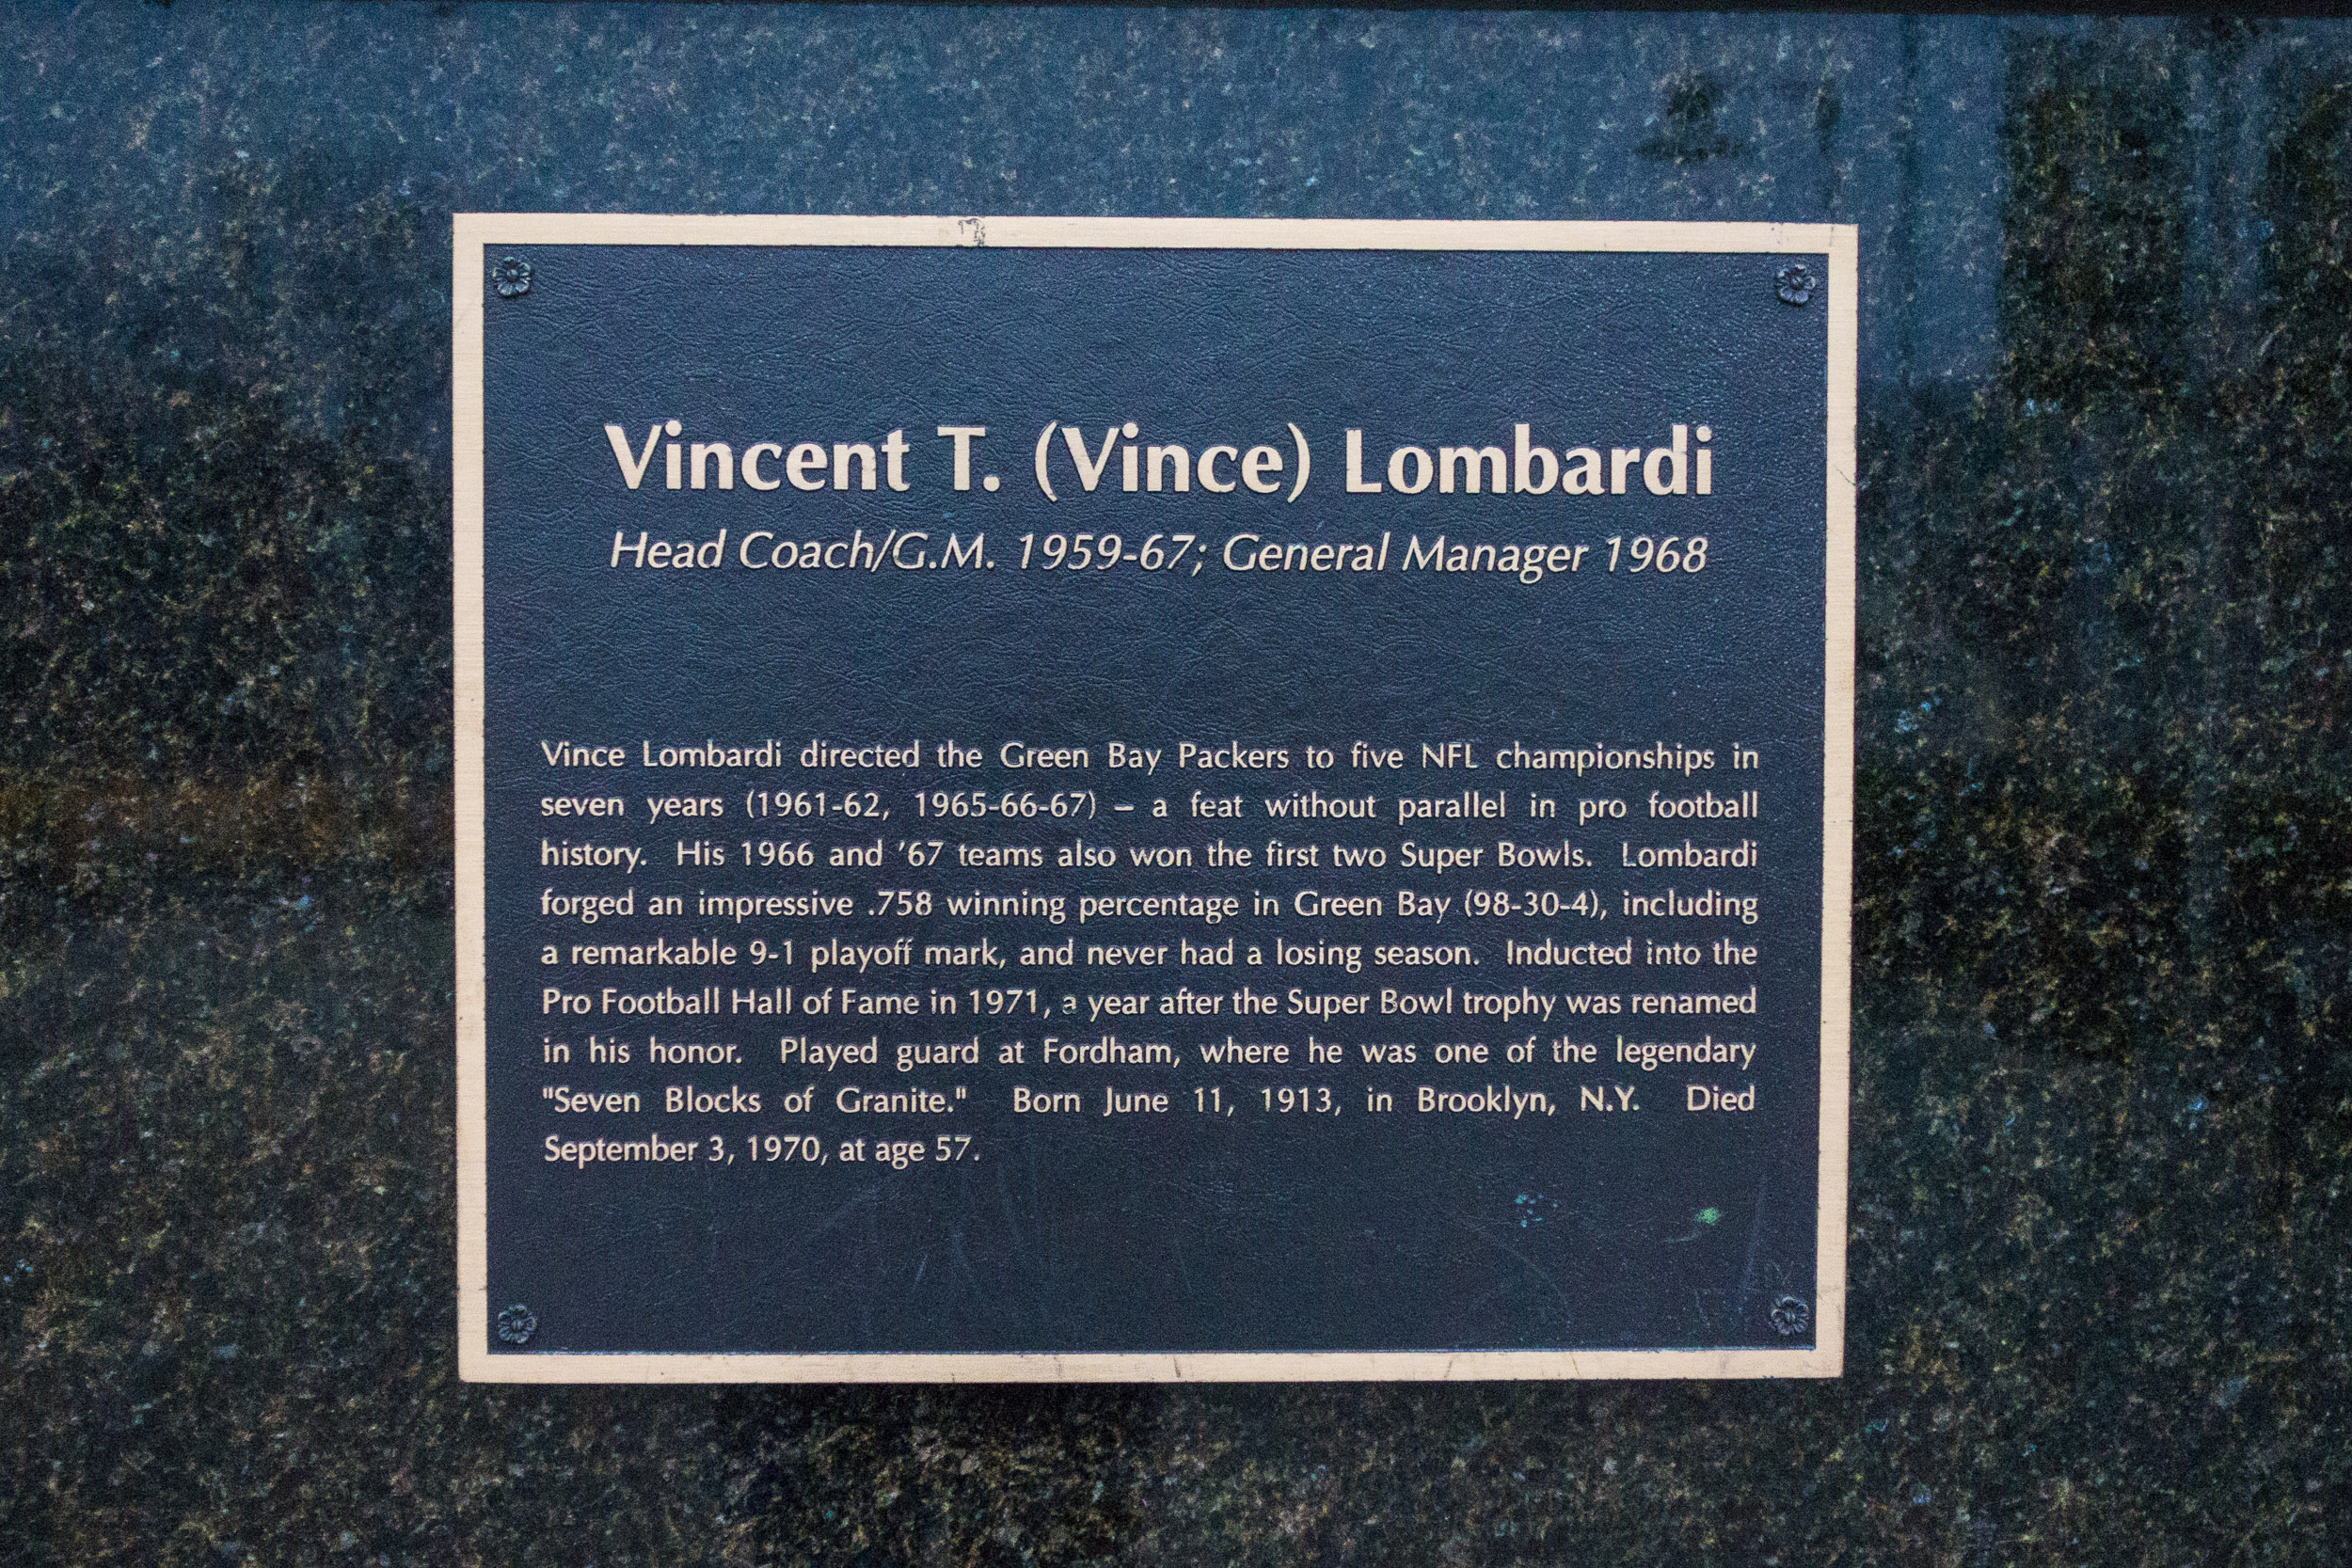 Vincent T. (Vince) Lombardi
Head Coach/G.M. 1959-67; General Manager 1968
Vince Lombardi directed the Green Bay Packers to five NFL championships in
seven years (1961-62, 1965-66-67) – a feat without parallel in pro football
history. His 1966 and '67 teams also won the first two Super Bowls. Lombardi
forged an impressive .758 winning percentage in Green Bay (98-30-4), including
a remarkable 9-1 playoff mark, and never had a losing season. Inducted into the
Pro Football Hall of Fame in 1971, a year after the Super Bowl trophy was renamed
in his honor. Played guard at Fordham, where he was one of the legendary
"Seven Blocks of Granite." Born June 11, 1913, in Brooklyn, N.Y. Died
September 3, 1970, at age 57.